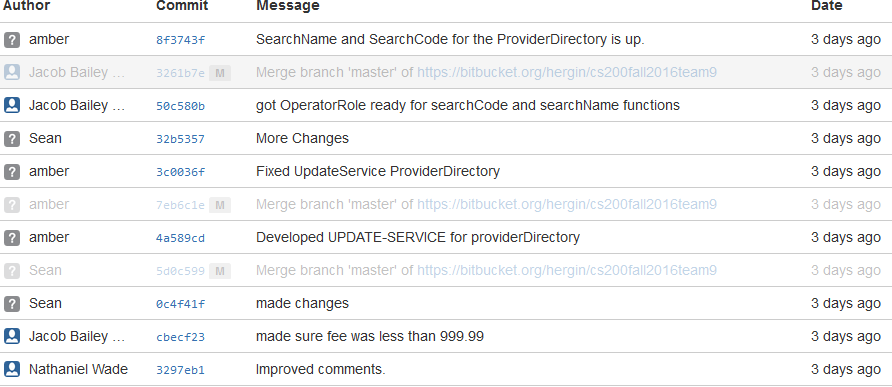 Author Commit Message Date
? amber 8f3743f SearchName and SearchCode for the ProviderDirectory is up. 3 days ago
Jacob Bailey ... 3261b7e M Merge branch 'master' of https://bitbucket.org/hergin/cs200fall2016team9 3 days ago
Jacob Bailey ... 50c580b got OperatorRole ready for searchCode and searchName functions 3 days ago
? Sean 32b5357 More Changes 3 days ago
? amber 3c0036f Fixed UpdateService ProviderDirectory 3 days ago
? amber 7eb6c1e M Merge branch 'master' of https://bitbucket.org/hergin/cs200fall2016team9 3 days ago
? amber 4a589cd Developed UPDATE-SERVICE for providerDirectory 3 days ago
? Sean 5d0c599 M Merge branch 'master' of https://bitbucket.org/hergin/cs200fall2016team9 3 days ago
? Sean 0c4f41f made changes 3 days ago
Jacob Bailey ... cbecf23 made sure fee was less than 999.99 3 days ago
Nathaniel Wade 3297eb1 Improved comments. 3 days ago